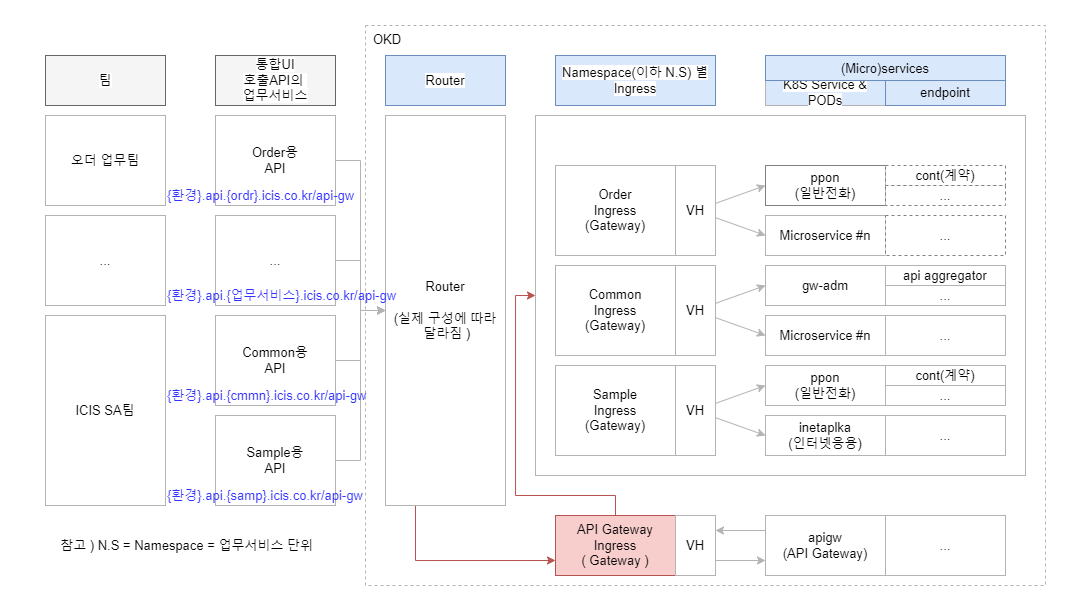 OKD
팀
통합UI
호출API의
업무서비스
Router
Namespace(이하 N.S) 별
Ingress
(Micro)services
K8S Service &
PODs
endpoint
오더 업무팀
Order용
API
{환경}.api.{ordr}.icis.co.kr/api-gw
...
...
{환경}.api.{업무서비스}.icis.co.kr/api-gw
ICIS SA팀
Common용
API
{환경}.api.{cmmn}.icis.co.kr/api-gw
Sample용
API
{환경}.api.{samp}.icis.co.kr/api-gw
Router
(실제 구성에 따라
달라짐 )
Order
Ingress
(Gateway)
VH
ppon
(일반전화)
cont(계약)
...
Microservice #n
...
Common
Ingress
(Gateway)
VH
gw-adm
api aggregator
...
Microservice #n
...
Sample
Ingress
(Gateway)
VH
ppon
(일반전화)
cont(계약)
...
inetaplka
(인터넷응용)
...
API Gateway
Ingress
( Gateway )
VH
apigw
(API Gateway)
...
참고 ) N.S = Namespace = 업무서비스 단위